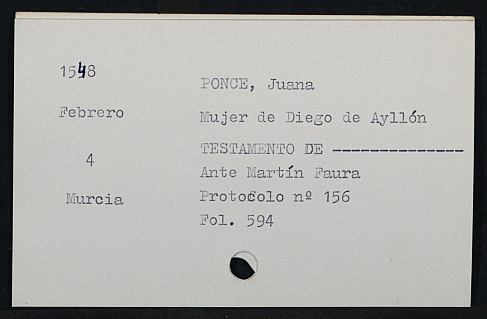 1548
PONCE, Juana
Febrero
Mujer de Diego de Ayllón
4
TESTAMENTO DE --------------
Ante Martín Faura
Murcia
Protocolo nº 156
Fol. 594